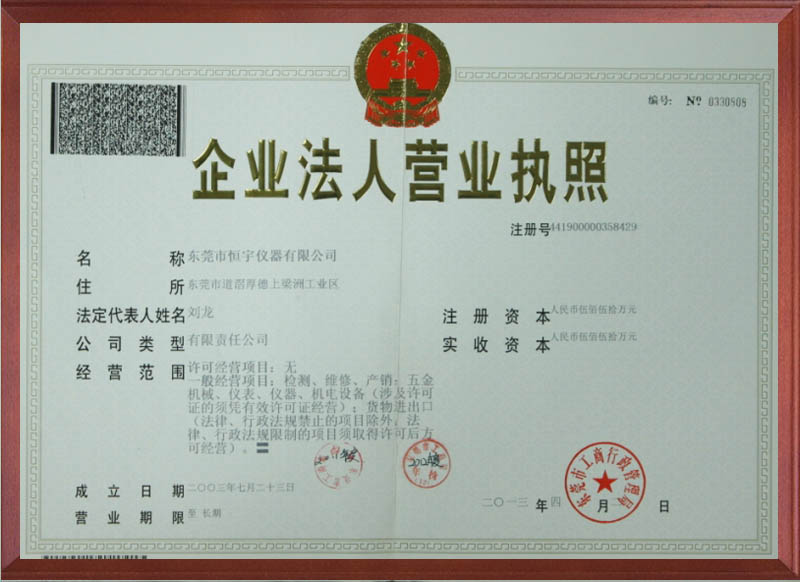 编号: Nº 0330808
企业法人营业执照
注册号441900000358429
名 称 东莞市恒宇仪器有限公司
住 所 东莞市道滘厚德上梁洲工业区
法定代表人姓名 刘龙
注 册 资 本 人民币伍佰伍拾万元
公 司 类 型 有限责任公司
实 收 资 本 人民币伍佰伍拾万元
经 营 范 围 许可经营项目：无
一般经营项目：检测、维修、产销：五金
机械、仪表、仪器、机电设备（涉及许可
证的须凭有效许可证经营）；货物进出口
（法律、行政法规禁止的项目除外，法
律、行政法规限制的项目须取得许可后方
可经营）。
成 立 日 期 二〇〇三年七月二十三日
营 业 期 限 至 长期
二〇一三 年 四 月 日
东莞市工商行政管理局